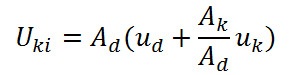 U_{ki} = A_d(u_d + \frac{A_k}{A_d} u_k)